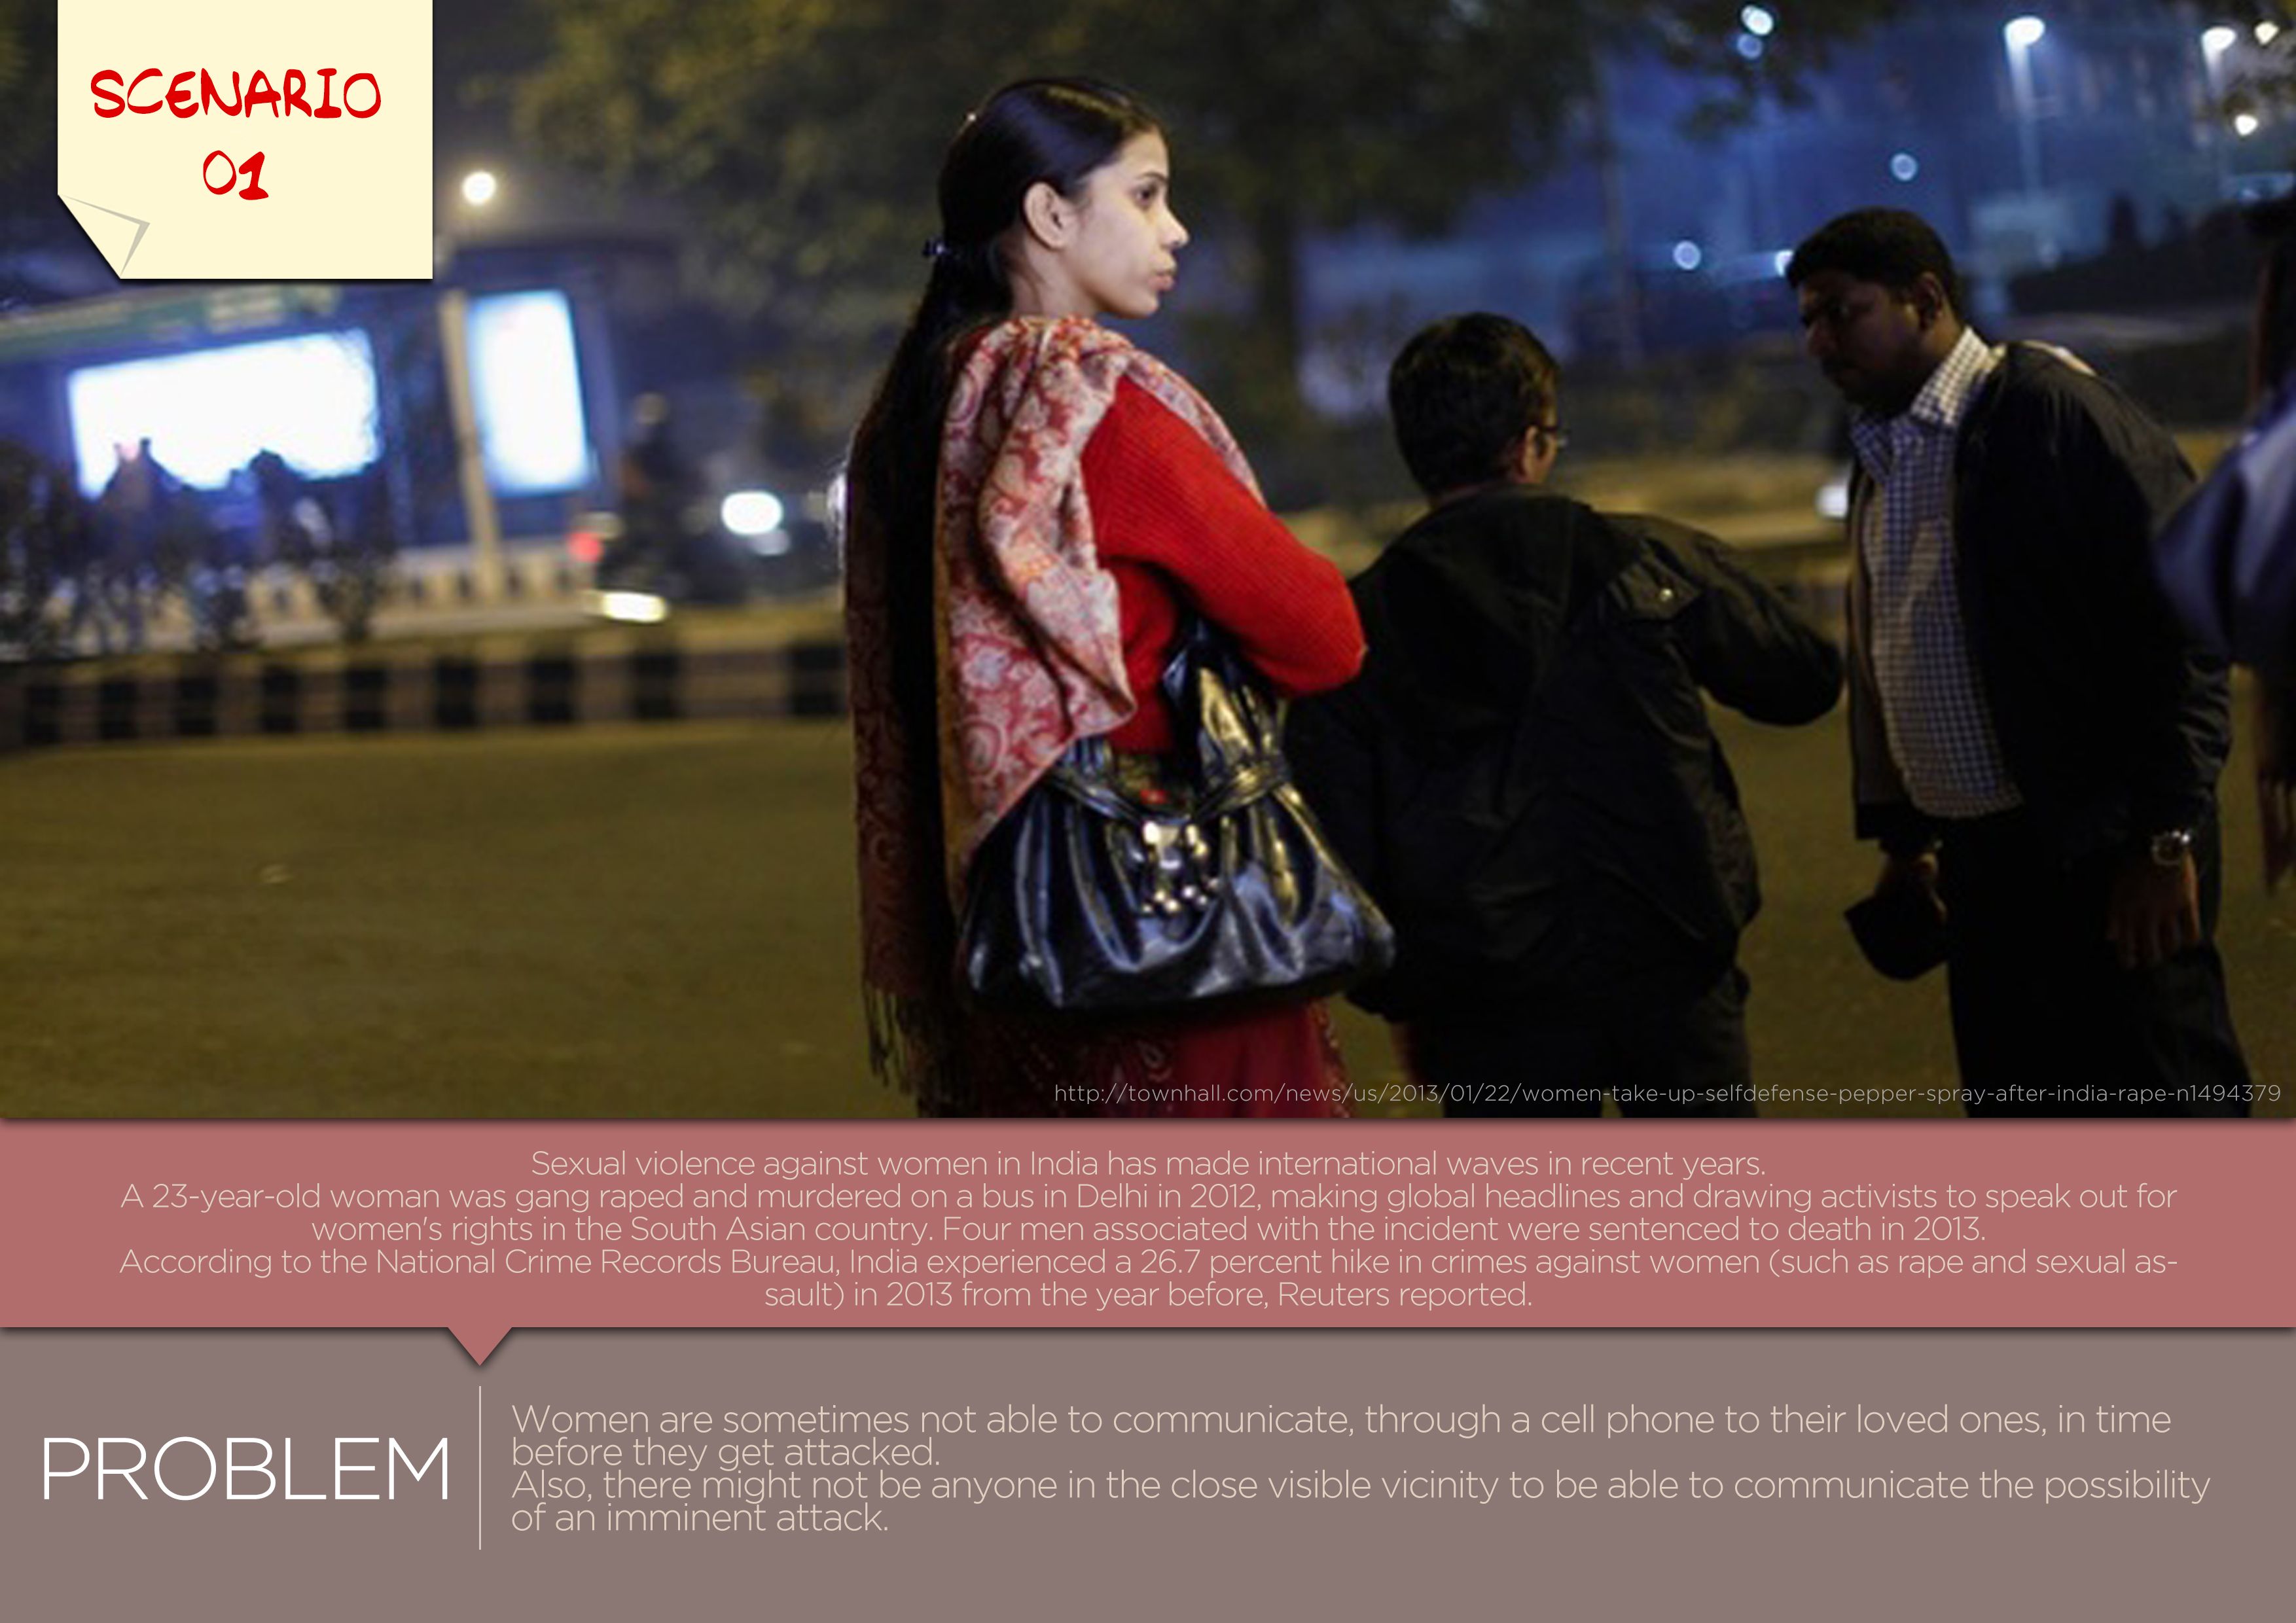 SCENARIO
01
http://townhall.com/news/us/2013/01/22/women-take-up-selfdefense-pepper-spray-after-india-rape-n1494379
Sexual violence against women in India has made international waves in recent years.
A 23-year-old woman was gang raped and murdered on a bus in Delhi in 2012, making global headlines and drawing activists to speak out for
women's rights in the South Asian country. Four men associated with the incident were sentenced to death in 2013.
According to the National Crime Records Bureau, India experienced a 26.7 percent hike in crimes against women (such as rape and sexual as-
sault) in 2013 from the year before, Reuters reported.
PROBLEM
Women are sometimes not able to communicate, through a cell phone to their loved ones, in time
before they get attacked.
Also, there might not be anyone in the close visible vicinity to be able to communicate the possibility
of an imminent attack.